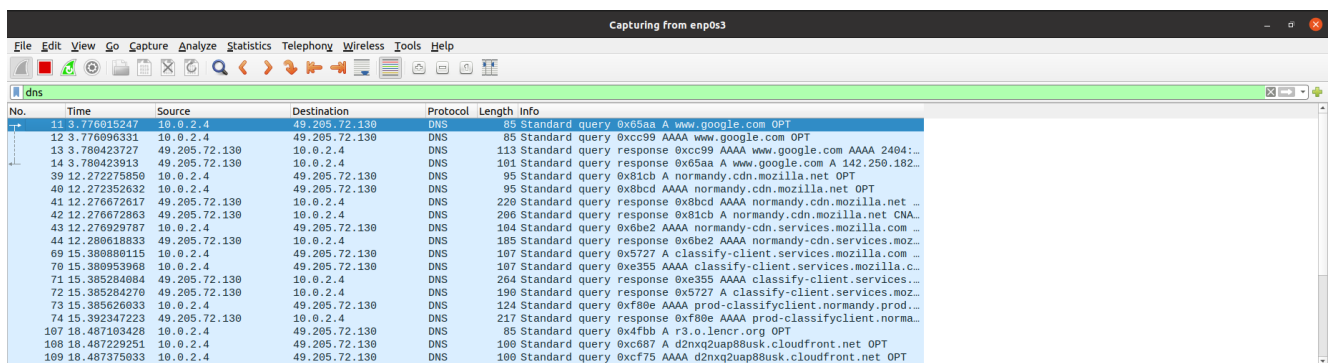 Capturing from enp0s3
File Edit View Go Capture Analyze Statistics Telephony Wireless Tools Help
dns
No. Time Source Destination Protocol Length Info
11 3.776015247 10.0.2.4 49.205.72.130 DNS 85 Standard query 0x65aa A www.google.com OPT
12 3.776096331 10.0.2.4 49.205.72.130 DNS 85 Standard query 0xcc99 AAAA www.google.com OPT
13 3.780423727 49.205.72.130 10.0.2.4 DNS 113 Standard query response 0xcc99 AAAA www.google.com AAAA 2404:…
14 3.780423913 49.205.72.130 10.0.2.4 DNS 101 Standard query response 0x65aa A www.google.com A 142.250.182…
39 12.272275850 10.0.2.4 49.205.72.130 DNS 95 Standard query 0x81cb A normandy.cdn.mozilla.net OPT
40 12.272352632 10.0.2.4 49.205.72.130 DNS 95 Standard query 0x8bcd AAAA normandy.cdn.mozilla.net OPT
41 12.276672617 49.205.72.130 10.0.2.4 DNS 220 Standard query response 0x8bcd AAAA normandy.cdn.mozilla.net …
42 12.276672863 49.205.72.130 10.0.2.4 DNS 206 Standard query response 0x81cb A normandy.cdn.mozilla.net CNA…
43 12.276929787 10.0.2.4 49.205.72.130 DNS 104 Standard query 0x6be2 AAAA normandy-cdn.services.mozilla.com …
44 12.280618833 49.205.72.130 10.0.2.4 DNS 185 Standard query response 0x6be2 AAAA normandy-cdn.services.moz…
69 15.380880115 10.0.2.4 49.205.72.130 DNS 107 Standard query 0x5727 A classify-client.services.mozilla.com …
70 15.380953968 10.0.2.4 49.205.72.130 DNS 107 Standard query 0xe355 AAAA classify-client.services.mozilla.c…
71 15.385284084 49.205.72.130 10.0.2.4 DNS 264 Standard query response 0xe355 AAAA classify-client.services.…
72 15.385284270 49.205.72.130 10.0.2.4 DNS 190 Standard query response 0x5727 A classify-client.services.moz…
73 15.385626033 10.0.2.4 49.205.72.130 DNS 124 Standard query 0xf80e AAAA prod-classifyclient.normandy.prod.…
74 15.392347223 49.205.72.130 10.0.2.4 DNS 217 Standard query response 0xf80e AAAA prod-classifyclient.norma…
107 18.487103428 10.0.2.4 49.205.72.130 DNS 85 Standard query 0x4fbb A r3.o.lencr.org OPT
108 18.487229251 10.0.2.4 49.205.72.130 DNS 100 Standard query 0xc687 A d2nxq2uap88usk.cloudfront.net OPT
109 18.487375033 10.0.2.4 49.205.72.130 DNS 100 Standard query 0xcf75 AAAA d2nxq2uap88usk.cloudfront.net OPT